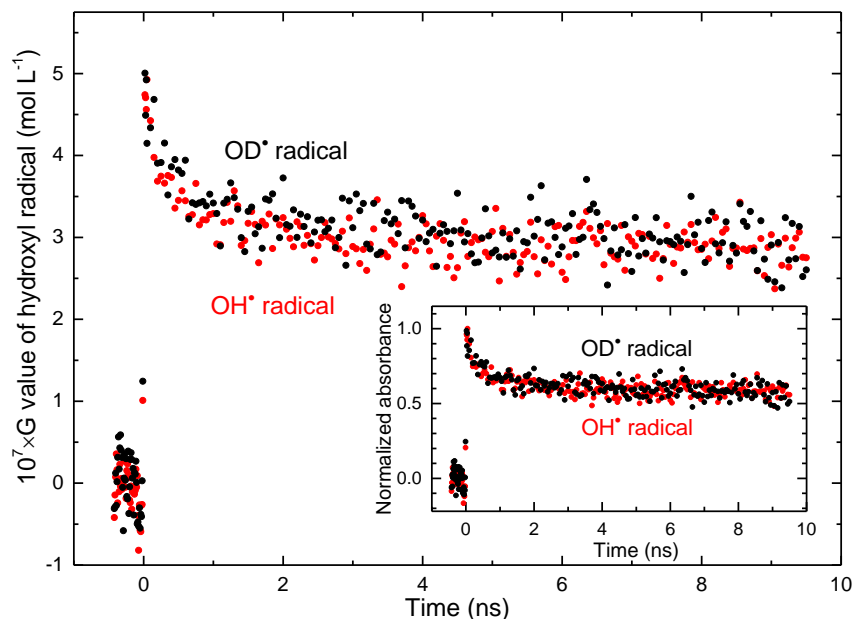 10⁷×G value of hydroxyl radical (mol L⁻¹)
5
4
3
2
1
0
-1
OD• radical
OH• radical
0
2
4
6
8
10
Time (ns)
Normalized absorbance
1.0
0.5
0.0
OD• radical
OH• radical
0
2
4
6
8
10
Time (ns)